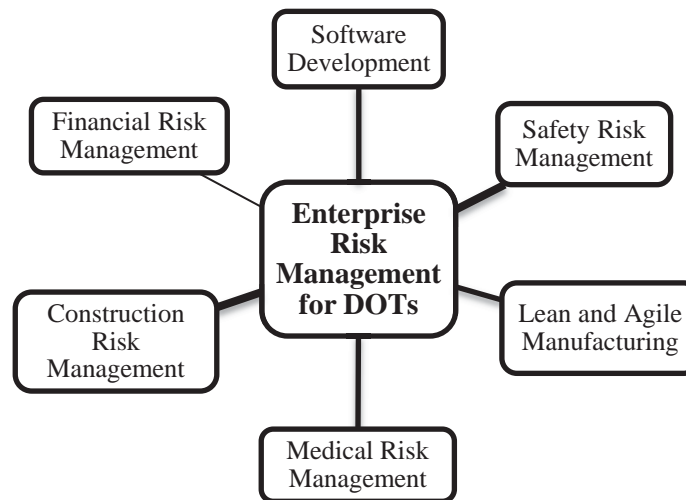 Software
Development
Financial Risk
Management
Safety Risk
Management
Enterprise
Risk
Management
for DOTs
Construction
Risk
Management
Lean and Agile
Manufacturing
Medical Risk
Management